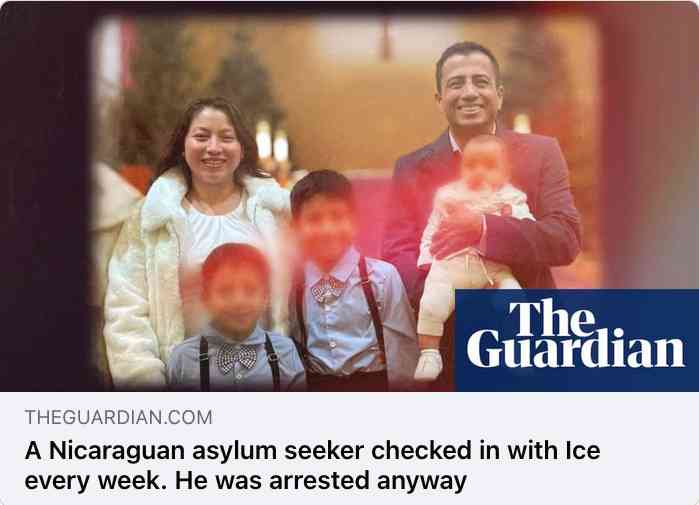 The
Guardian
THEGUARDIAN.COM
A Nicaraguan asylum seeker checked in with Ice
every week. He was arrested anyway